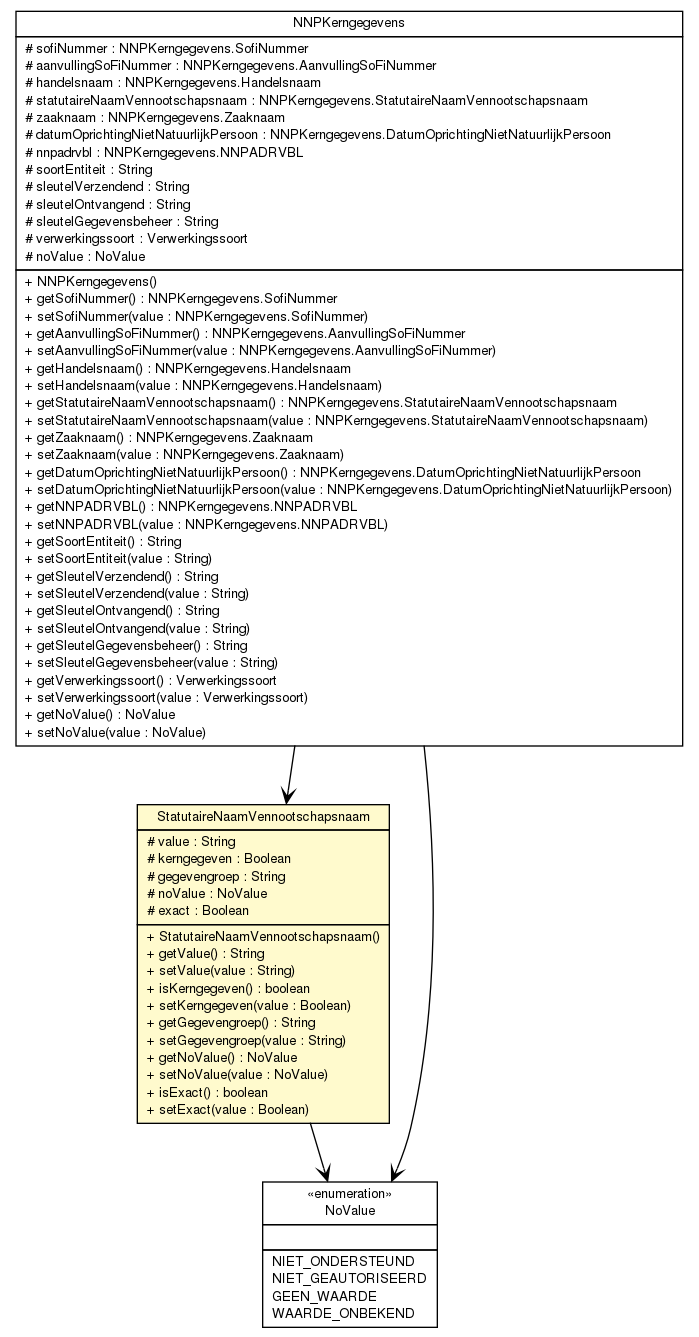 NNPKerngegevens
# sofiNummer : NNPKerngegevens.SofiNummer
# aanvullingSoFiNummer : NNPKerngegevens.AanvullingSoFiNummer
# handelsnaam : NNPKerngegevens.Handelsnaam
# statutaireNaamVennootschapsnaam : NNPKerngegevens.StatutaireNaamVennootschapsnaam
# zaaknaam : NNPKerngegevens.Zaaknaam
# datumOprichtingNietNatuurlijkPersoon : NNPKerngegevens.DatumOprichtingNietNatuurlijkPersoon
# nnpadrvbl : NNPKerngegevens.NNPADRVBL
# soortEntiteit : String
# sleutelVerzendend : String
# sleutelOntvangend : String
# sleutelGegevensbeheer : String
# verwerkingssoort : Verwerkingssoort
# noValue : NoValue
+ NNPKerngegevens()
+ getSofiNummer() : NNPKerngegevens.SofiNummer
+ setSofiNummer(value : NNPKerngegevens.SofiNummer)
+ getAanvullingSoFiNummer() : NNPKerngegevens.AanvullingSoFiNummer
+ setAanvullingSoFiNummer(value : NNPKerngegevens.AanvullingSoFiNummer)
+ getHandelsnaam() : NNPKerngegevens.Handelsnaam
+ setHandelsnaam(value : NNPKerngegevens.Handelsnaam)
+ getStatutaireNaamVennootschapsnaam() : NNPKerngegevens.StatutaireNaamVennootschapsnaam
+ setStatutaireNaamVennootschapsnaam(value : NNPKerngegevens.StatutaireNaamVennootschapsnaam)
+ getZaaknaam() : NNPKerngegevens.Zaaknaam
+ setZaaknaam(value : NNPKerngegevens.Zaaknaam)
+ getDatumOprichtingNietNatuurlijkPersoon() : NNPKerngegevens.DatumOprichtingNietNatuurlijkPersoon
+ setDatumOprichtingNietNatuurlijkPersoon(value : NNPKerngegevens.DatumOprichtingNietNatuurlijkPersoon)
+ getNNPADRVBL() : NNPKerngegevens.NNPADRVBL
+ setNNPADRVBL(value : NNPKerngegevens.NNPADRVBL)
+ getSoortEntiteit() : String
+ setSoortEntiteit(value : String)
+ getSleutelVerzendend() : String
+ setSleutelVerzendend(value : String)
+ getSleutelOntvangend() : String
+ setSleutelOntvangend(value : String)
+ getSleutelGegevensbeheer() : String
+ setSleutelGegevensbeheer(value : String)
+ getVerwerkingssoort() : Verwerkingssoort
+ setVerwerkingssoort(value : Verwerkingssoort)
+ getNoValue() : NoValue
+ setNoValue(value : NoValue)
StatutaireNaamVennootschapsnaam
# value : String
# kerngegeven : Boolean
# gegevengroep : String
# noValue : NoValue
# exact : Boolean
+ StatutaireNaamVennootschapsnaam()
+ getValue() : String
+ setValue(value : String)
+ isKerngegeven() : boolean
+ setKerngegeven(value : Boolean)
+ getGegevengroep() : String
+ setGegevengroep(value : String)
+ getNoValue() : NoValue
+ setNoValue(value : NoValue)
+ isExact() : boolean
+ setExact(value : Boolean)
«enumeration»
NoValue
NIET_ONDERSTEUND
NIET_GEAUTORISEERD
GEEN_WAARDE
WAARDE_ONBEKEND